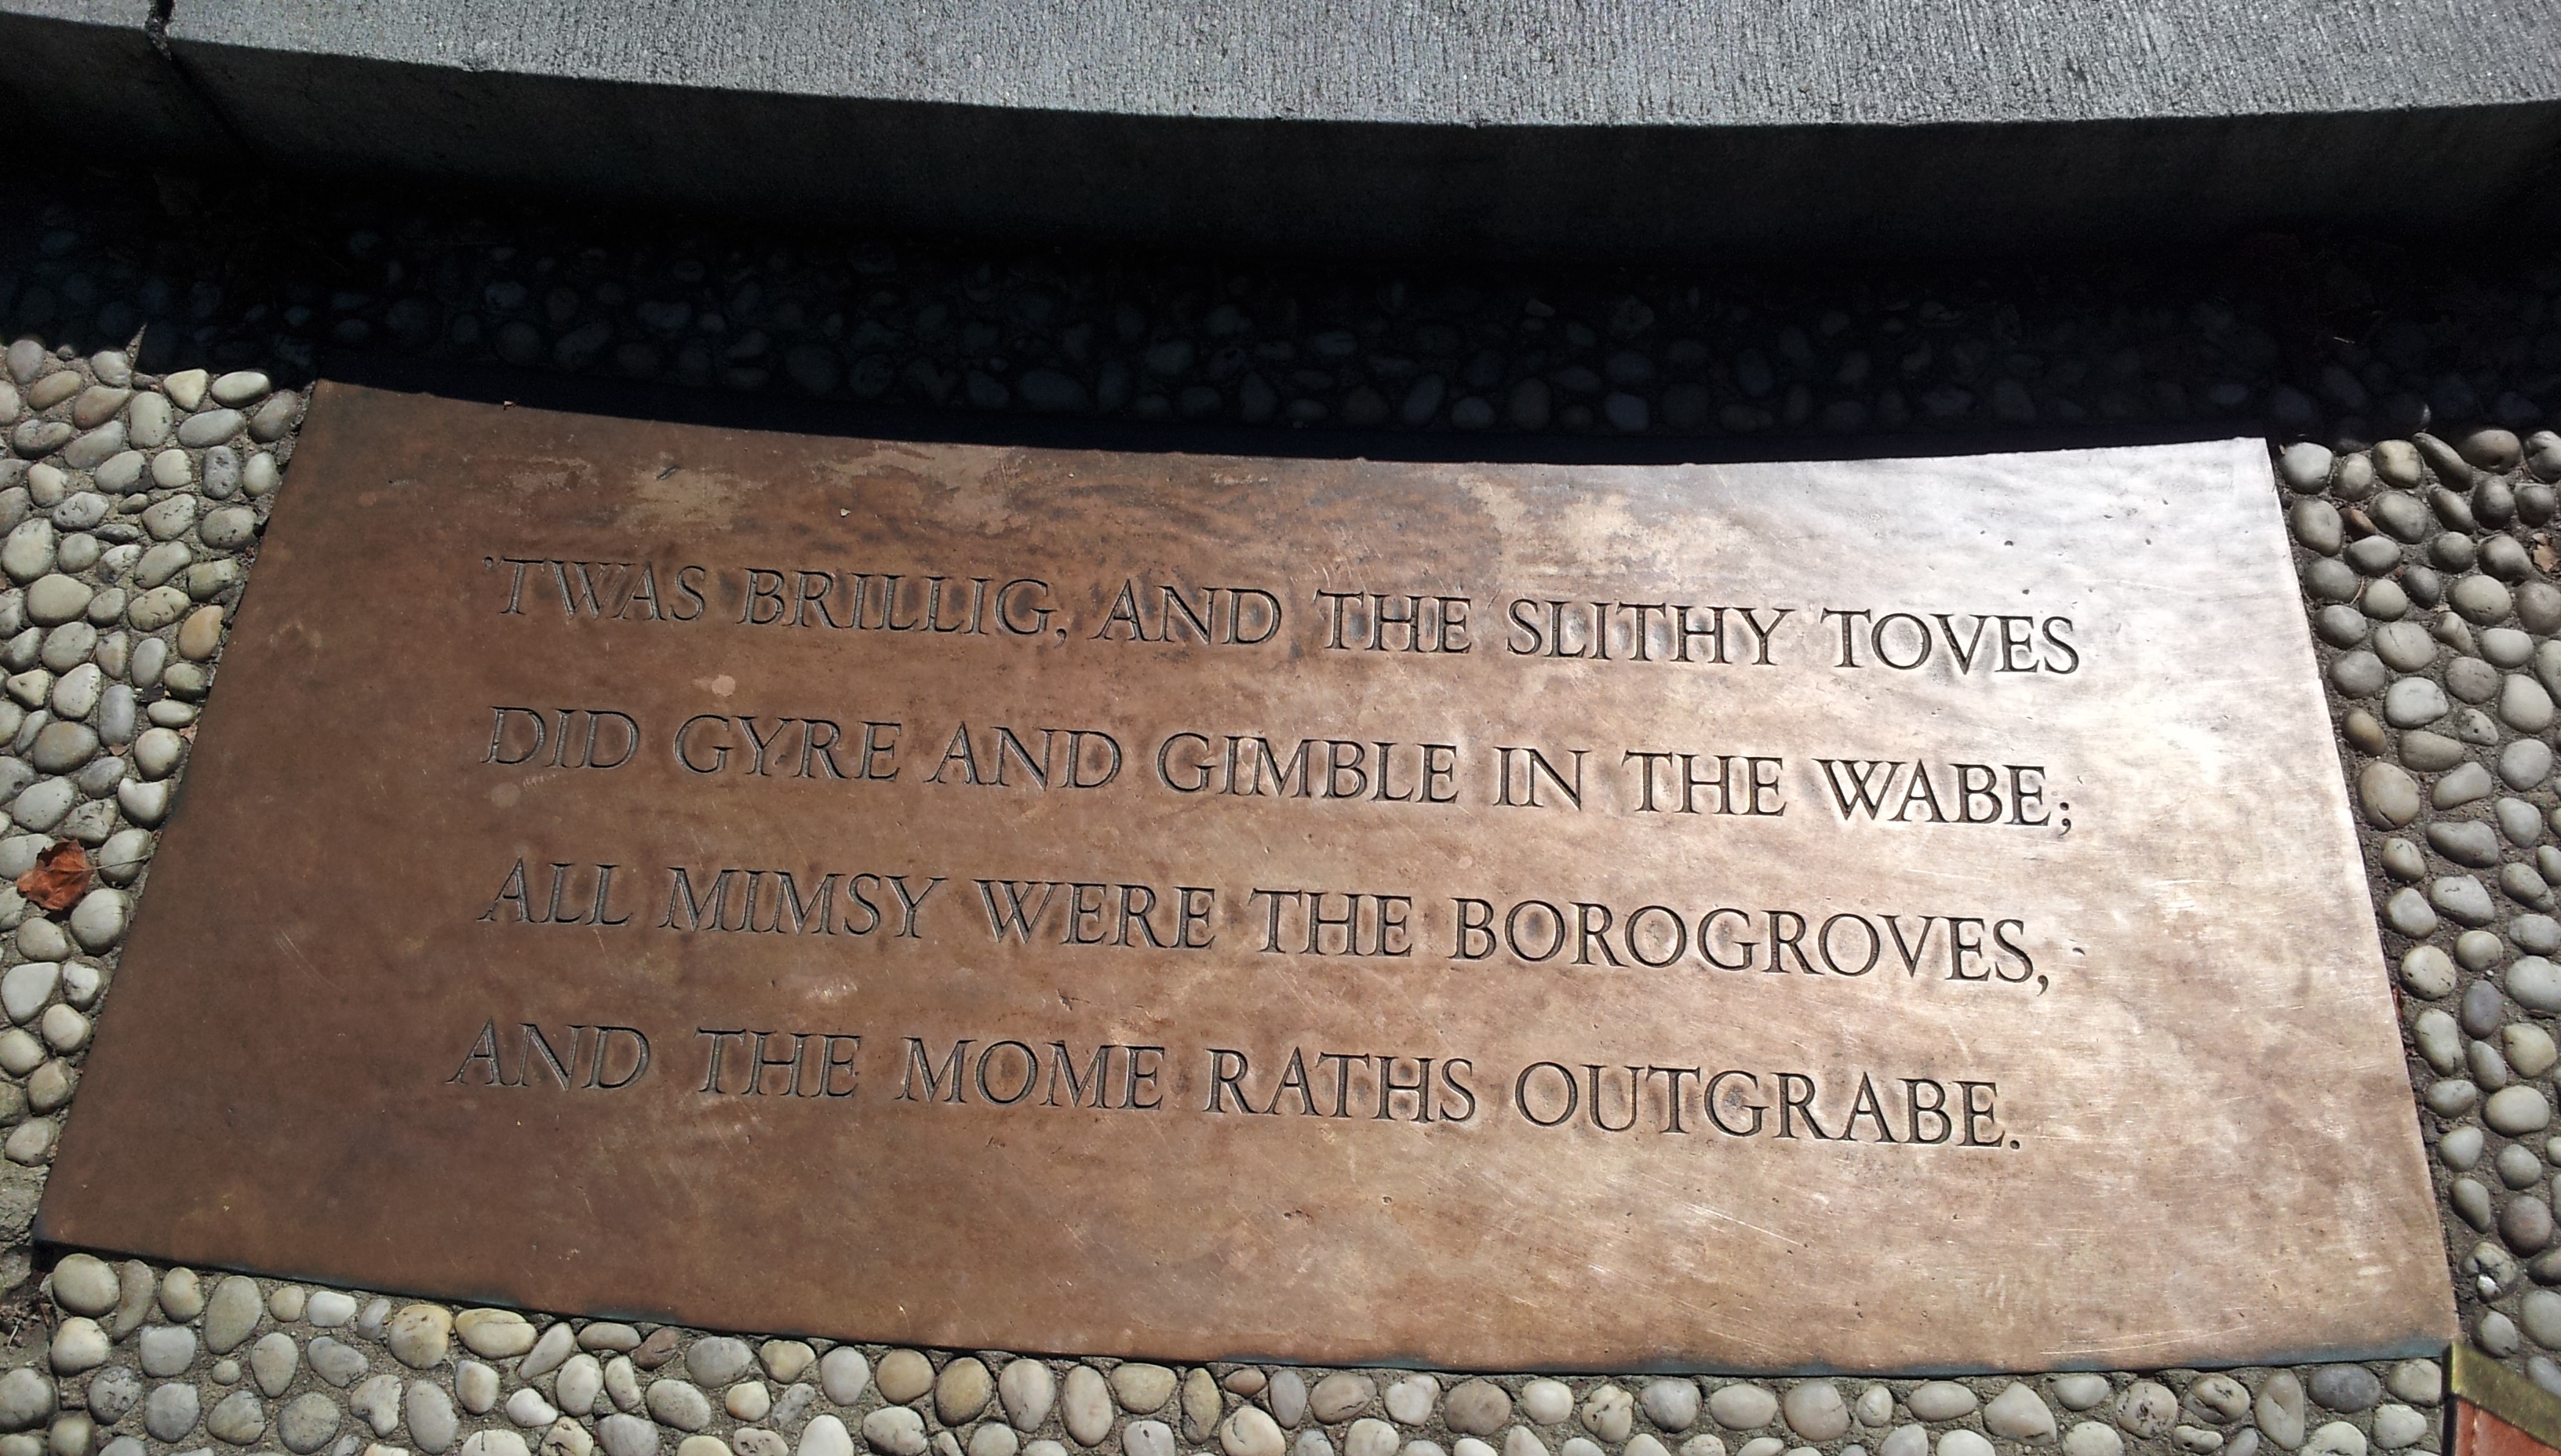 'TWAS BRILLIG, AND THE SLITHY TOVES
DID GYRE AND GIMBLE IN THE WABE;
ALL MIMSY WERE THE BOROGROVES,
AND THE MOME RATHS OUTGRABE.